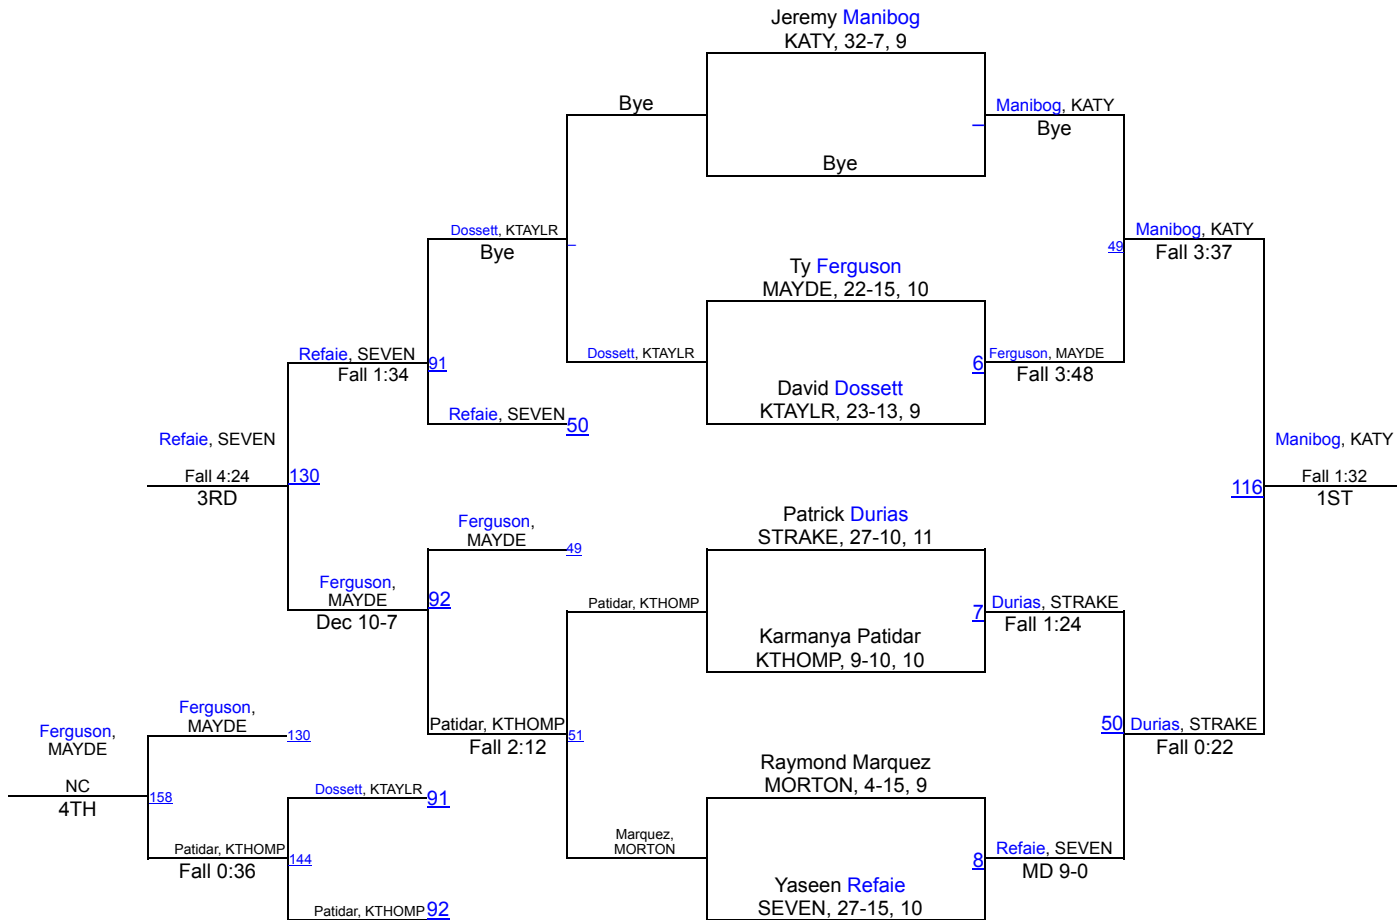 Jeremy Manibog
KATY, 32-7, 9
Bye
Manibog, KATY
Bye
Bye
Dossett, KTAYLR
Bye
Manibog, KATY
49
Fall 3:37
Ty Ferguson
MAYDE, 22-15, 10
Refaie, SEVEN
91
Fall 1:34
Dossett, KTAYLR
6
Ferguson, MAYDE
Fall 3:48
David Dossett
KTAYLR, 23-13, 9
Refaie, SEVEN
50
Refaie, SEVEN
Fall 4:24
130
3RD
Manibog, KATY
116
Fall 1:32
1ST
Patrick Durias
STRAKE, 27-10, 11
Ferguson,
MAYDE
49
Ferguson,
MAYDE
92
Dec 10-7
Patidar, KTHOMP
7
Durias, STRAKE
Fall 1:24
Karmanya Patidar
KTHOMP, 9-10, 10
Ferguson,
MAYDE
130
Ferguson,
MAYDE
NC
158
4TH
Patidar, KTHOMP
51
Fall 2:12
50
Durias, STRAKE
Fall 0:22
Raymond Marquez
MORTON, 4-15, 9
Dossett, KTAYLR
91
Patidar, KTHOMP
144
Fall 0:36
Marquez,
MORTON
8
Refaie, SEVEN
MD 9-0
Yaseen Refaie
SEVEN, 27-15, 10
Patidar, KTHOMP
92